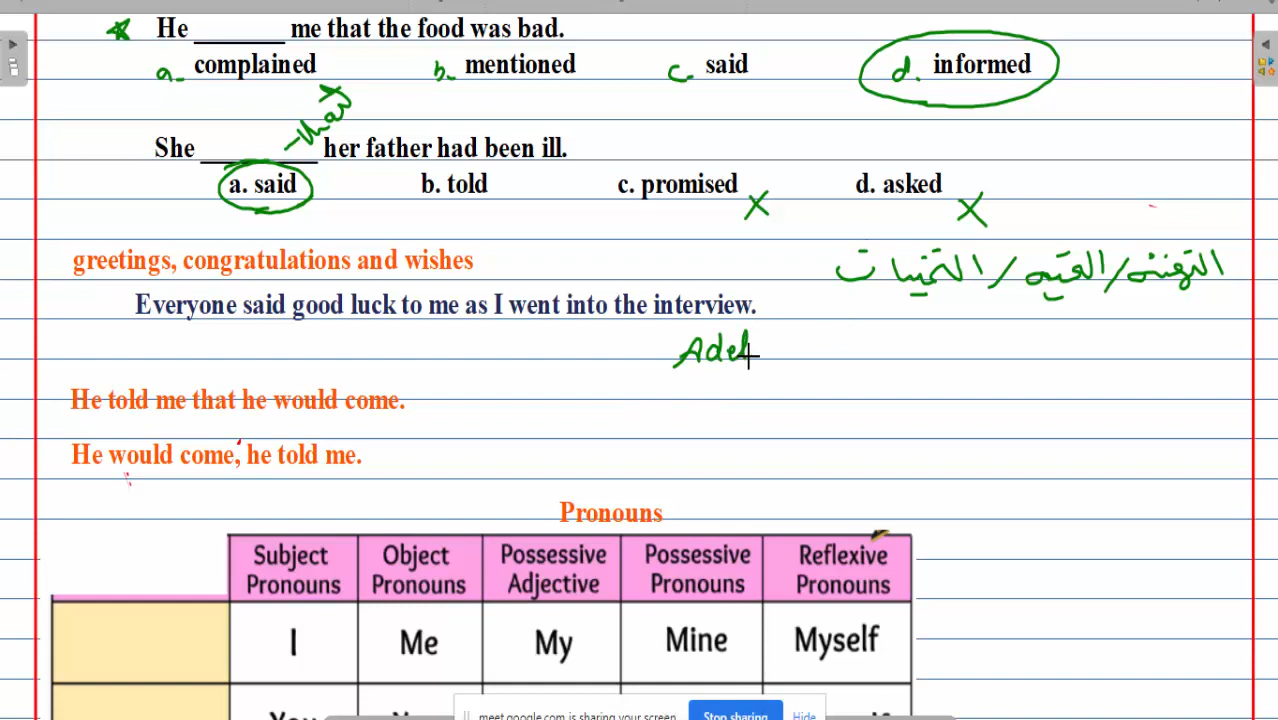 He ______ me that the food was bad.
a. complained b. mentioned c. said d. informed
that
She ________ her father had been ill.
a. said b. told c. promised d. asked
greetings, congratulations and wishes التهنئة/التحية/التمنيات
Everyone said good luck to me as I went into the interview.
Adel
He told me that he would come.
He would come, he told me.
Pronouns
Subject Pronouns Object Pronouns Possessive Adjective Possessive Pronouns Reflexive Pronouns
I Me My Mine Myself
You
meet.google.com is sharing your screen. Stop sharing Hide